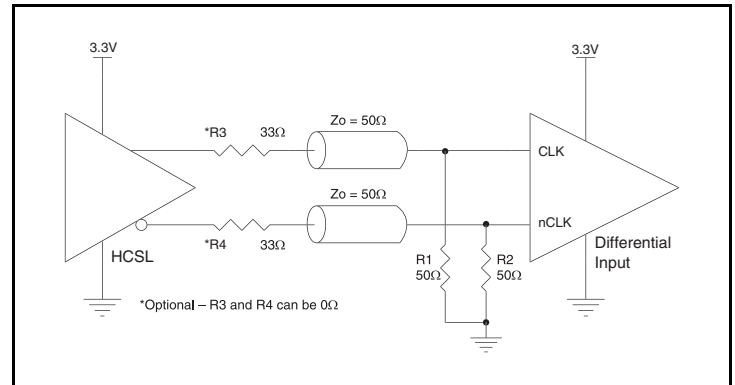 3.3V
3.3V
*R3 33Ω
Zo = 50Ω
CLK
Zo = 50Ω
nCLK
*R4 33Ω
HCSL
R1
50Ω
R2
50Ω
Differential
Input
*Optional – R3 and R4 can be 0Ω